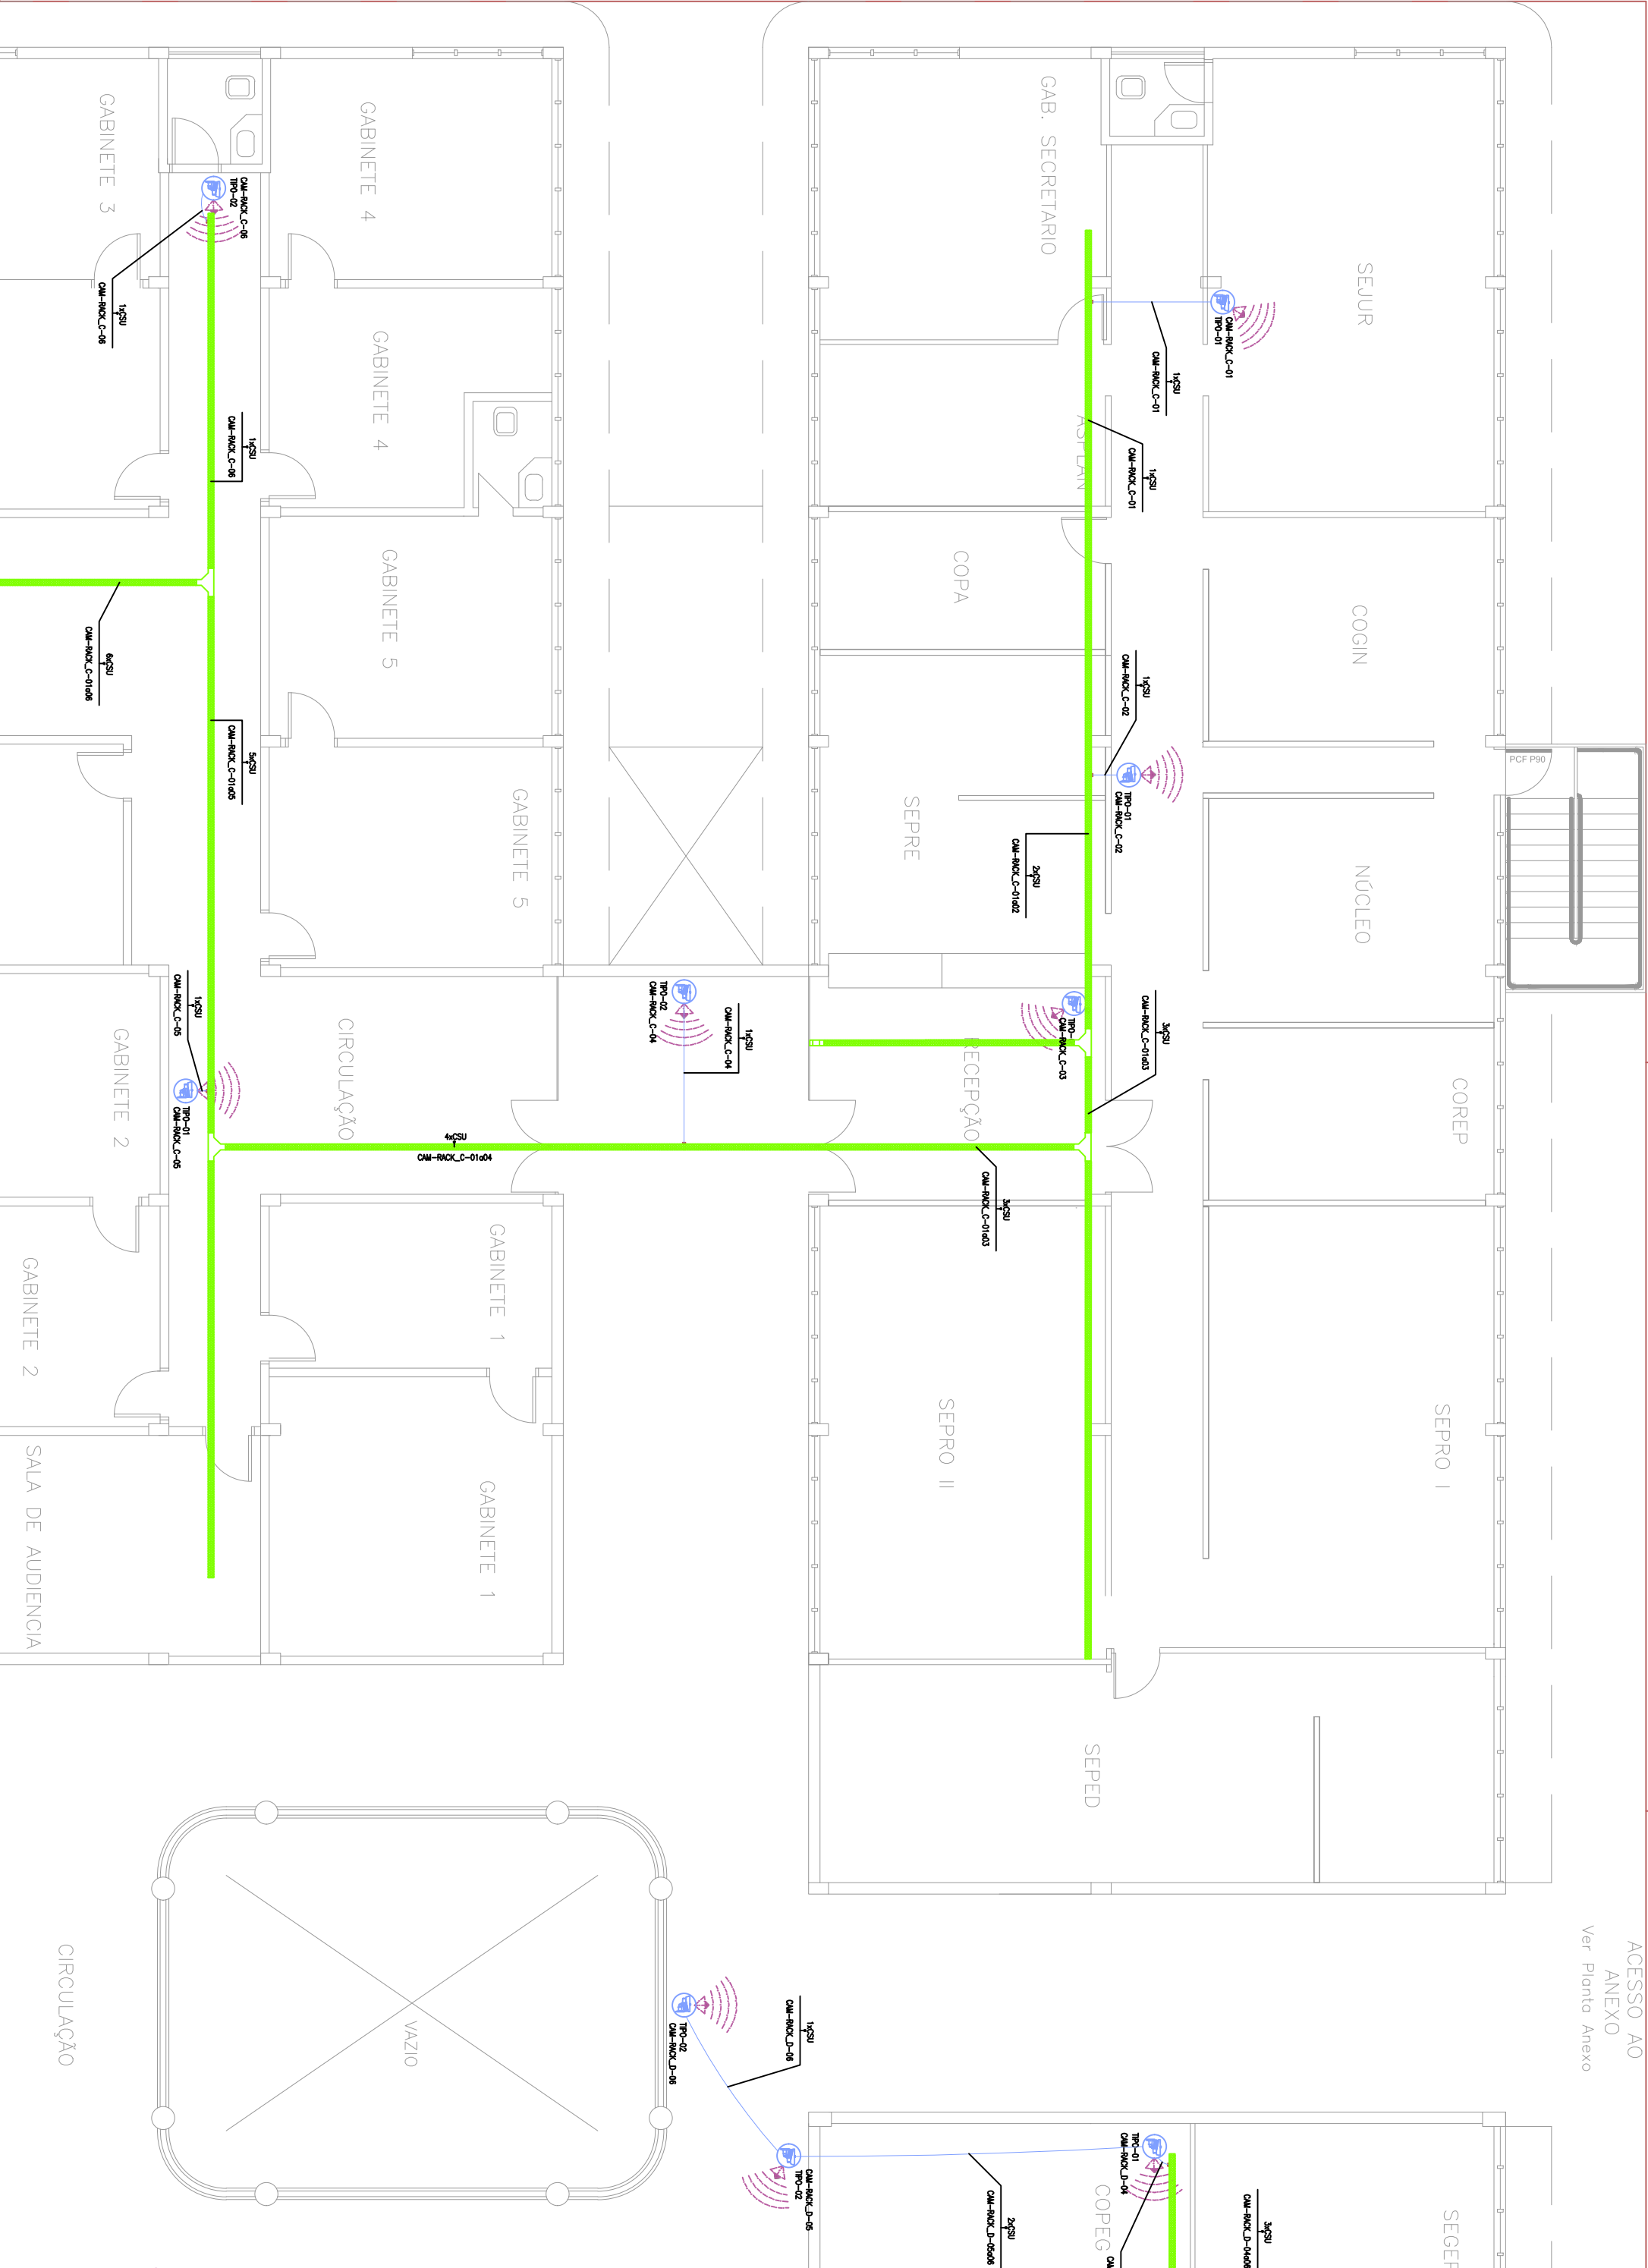 ACESSO AO
ANEXO
Ver Planta Anexo
PCF P90
SEJUR
COGIN
NÚCLEO
COREP
SEPRO I
CAM-RACK_C-01
TIPO-01
1xCSU
CAM-RACK_C-01
1xCSU
CAM-RACK_C-01
1xCSU
CAM-RACK_C-02
TIPO-01
CAM-RACK_C-02
3xCSU
CAM-RACK_C-01a03
GAB. SECRETARIO
COPA
SEPRE
2xCSU
CAM-RACK_C-01a02
TIPO-
CAM-RACK_C-03
RECEPÇÃO
3xCSU
CAM-RACK_C-01a03
SEPRO II
SEPED
1xCSU
CAM-RACK_C-04
TIPO-02
CAM-RACK_C-04
4xCSU
CAM-RACK_C-01a04
GABINETE 4
GABINETE 4
GABINETE 5
GABINETE 5
CIRCULAÇÃO
GABINETE 1
GABINETE 1
CAM-RACK_C-06
TIPO-02
1xCSU
CAM-RACK_C-06
5xCSU
CAM-RACK_C-01a05
1xCSU
CAM-RACK_C-05
TIPO-01
CAM-RACK_C-05
1xCSU
CAM-RACK_C-06
6xCSU
CAM-RACK_C-01a06
GABINETE 3
GABINETE 2
GABINETE 2
SALA DE AUDIENCIA
VAZIO
CIRCULAÇÃO
1xCSU
CAM-RACK_D-06
TIPO-02
CAM-RACK_D-06
CAM-RACK_D-05
TIPO-02
TIPO-01
CAM-RACK_D-04
2xCSU
CAM-RACK_D-05a06
3xCSU
CAM-RACK_D-04a06
COPEG